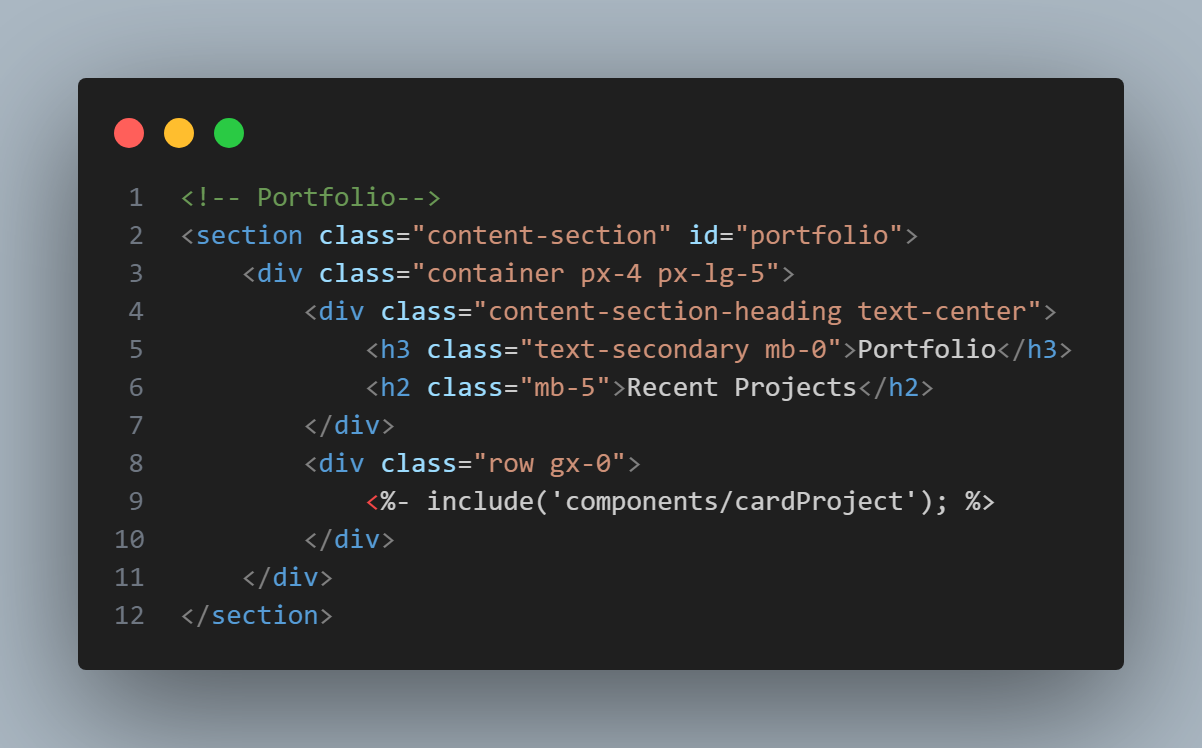 1 <!-- Portfolio-->
2 <section class="content-section" id="portfolio">
3     <div class="container px-4 px-lg-5">
4         <div class="content-section-heading text-center">
5             <h3 class="text-secondary mb-0">Portfolio</h3>
6             <h2 class="mb-5">Recent Projects</h2>
7         </div>
8         <div class="row gx-0">
9             <%- include('components/cardProject'); %>
10         </div>
11     </div>
12 </section>